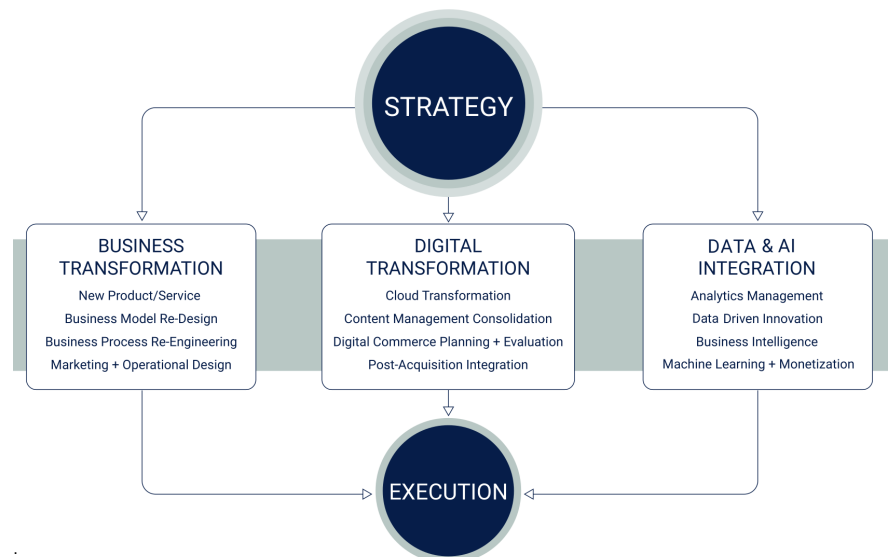 STRATEGY
BUSINESS
TRANSFORMATION
New Product/Service
Business Model Re-Design
Business Process Re-Engineering
Marketing + Operational Design
DIGITAL
TRANSFORMATION
Cloud Transformation
Content Management Consolidation
Digital Commerce Planning + Evaluation
Post-Acquisition Integration
DATA & AI
INTEGRATION
Analytics Management
Data Driven Innovation
Business Intelligence
Machine Learning + Monetization
EXECUTION
.